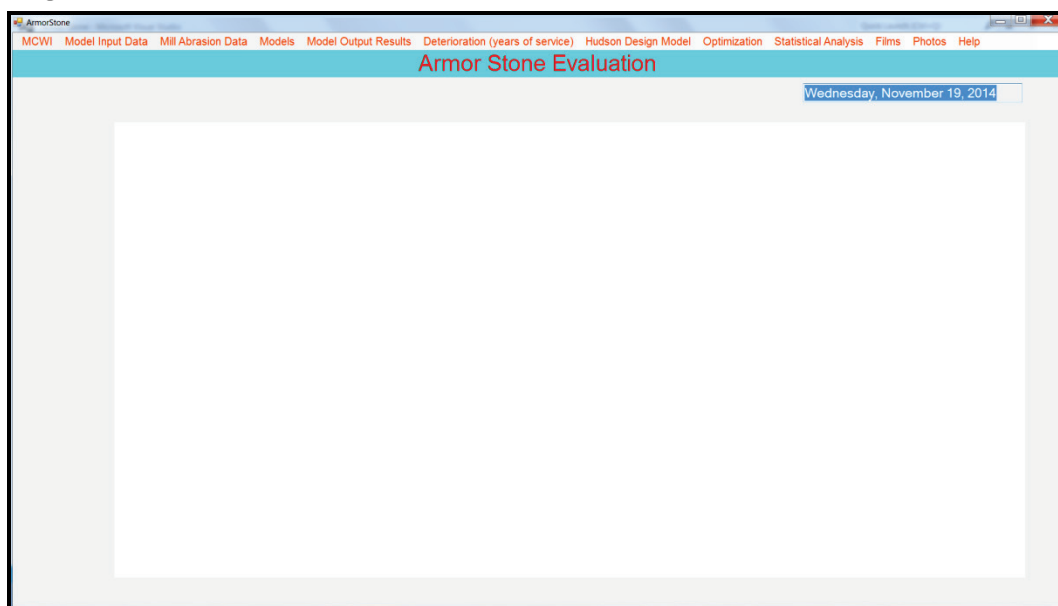 ArmorStone
MCWI Model Input Data Mill Abrasion Data Models Model Output Results Deterioration (years of service) Hudson Design Model Optimization Statistical Analysis Films Photos Help
Armor Stone Evaluation
Wednesday, November 19, 2014